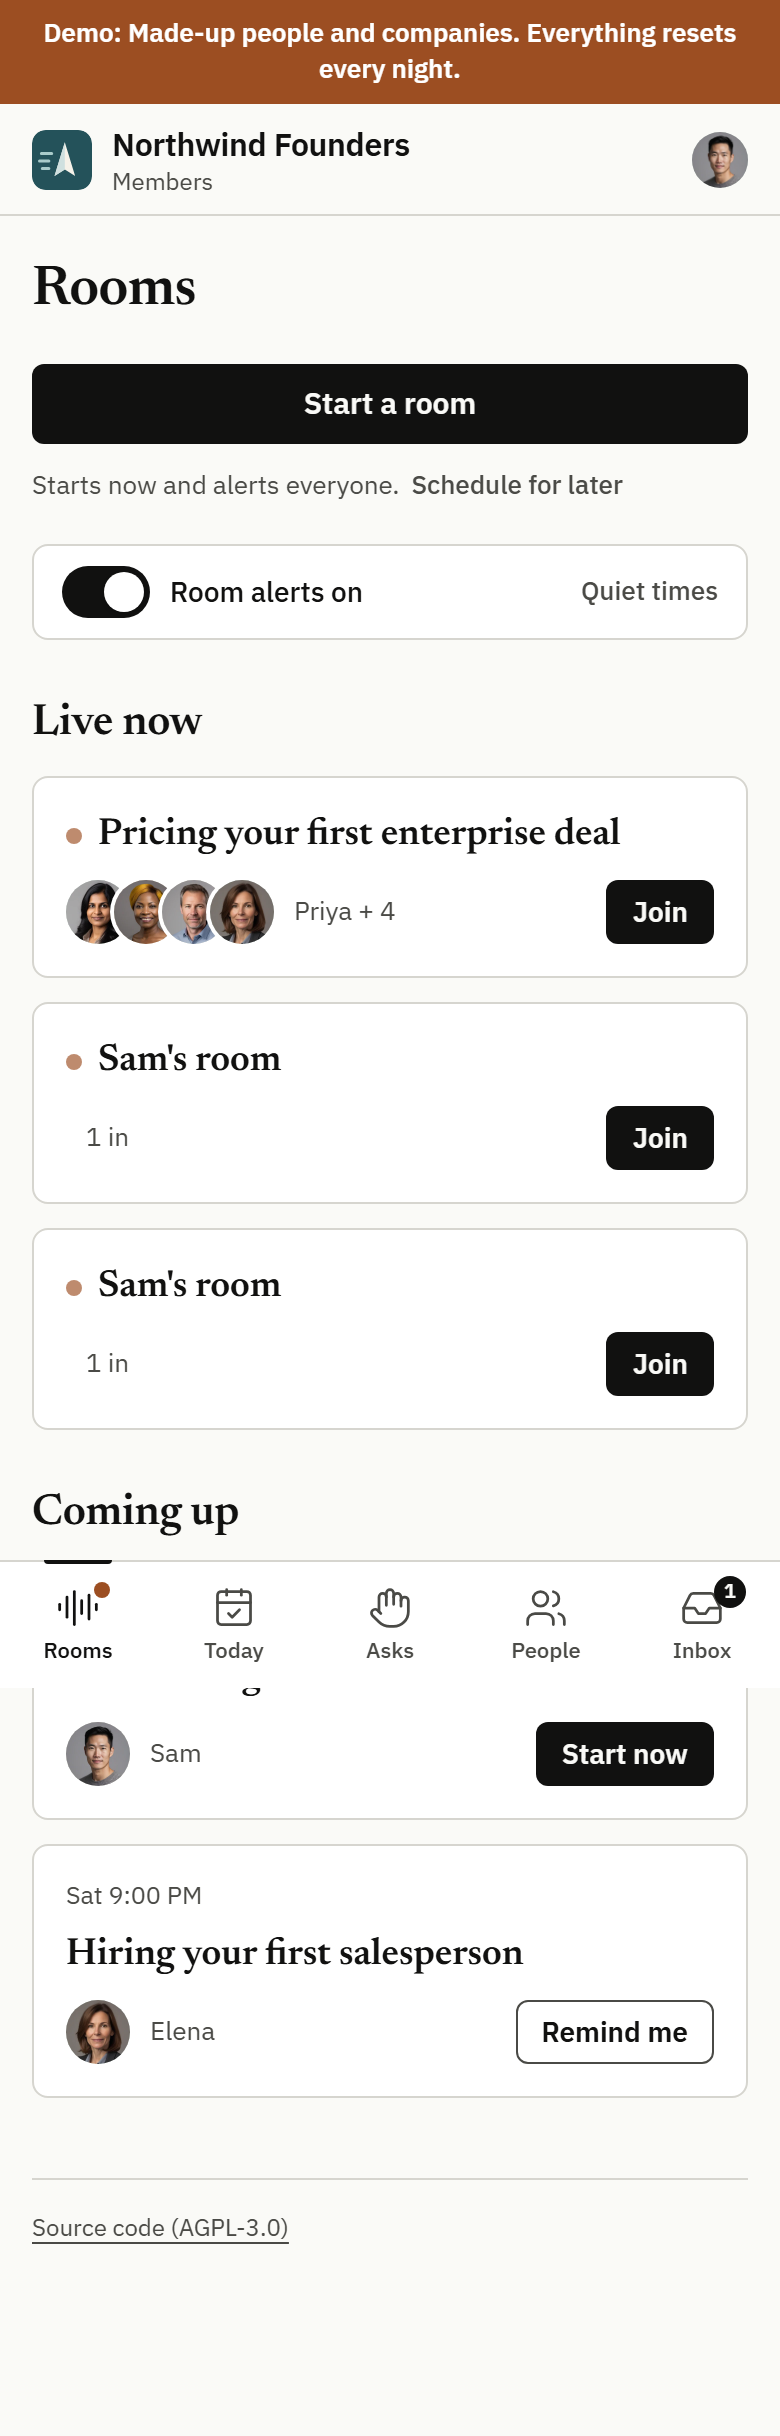 Demo: Made-up people and companies. Everything resets
every night.
Northwind Founders
Members
Rooms
Start a room
Starts now and alerts everyone. Schedule for later
Room alerts on
Quiet times
Live now
Pricing your first enterprise deal
Priya + 4
Join
Sam's room
1 in
Join
Sam's room
1 in
Join
Coming up
1
Rooms
Today
Asks
People
Inbox
Sam
Start now
Sat 9:00 PM
Hiring your first salesperson
Elena
Remind me
Source code (AGPL-3.0)